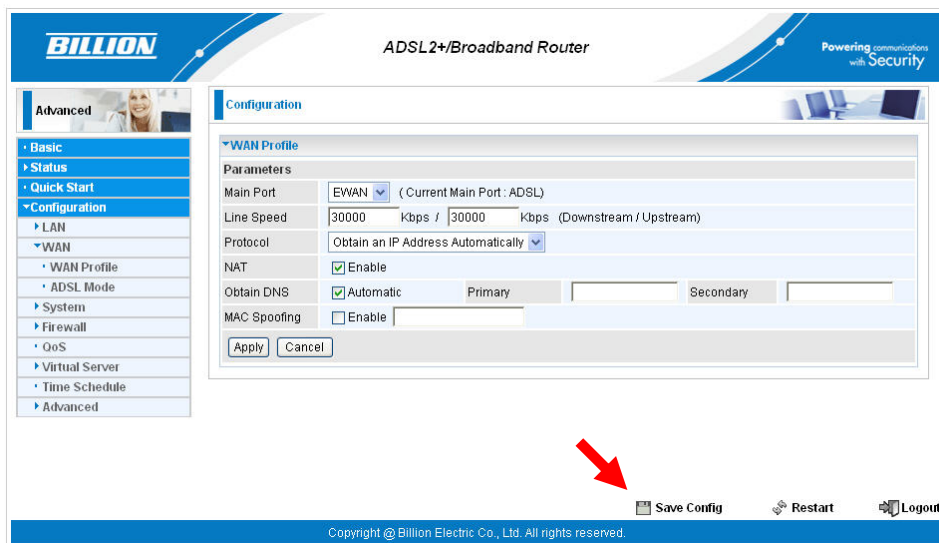 BILLION
ADSL2+/Broadband Router
Powering communications
with Security
Advanced
Basic
Status
Quick Start
Configuration
LAN
WAN
WAN Profile
ADSL Mode
System
Firewall
QoS
Virtual Server
Time Schedule
Advanced
Configuration
WAN Profile
Parameters
Main Port EWAN ( Current Main Port : ADSL)
Line Speed 30000 Kbps / 30000 Kbps (Downstream / Upstream)
Protocol Obtain an IP Address Automatically
NAT Enable
Obtain DNS Automatic Primary Secondary
MAC Spoofing Enable
Apply Cancel
Save Config Restart Logout
Copyright @ Billion Electric Co., Ltd. All rights reserved.